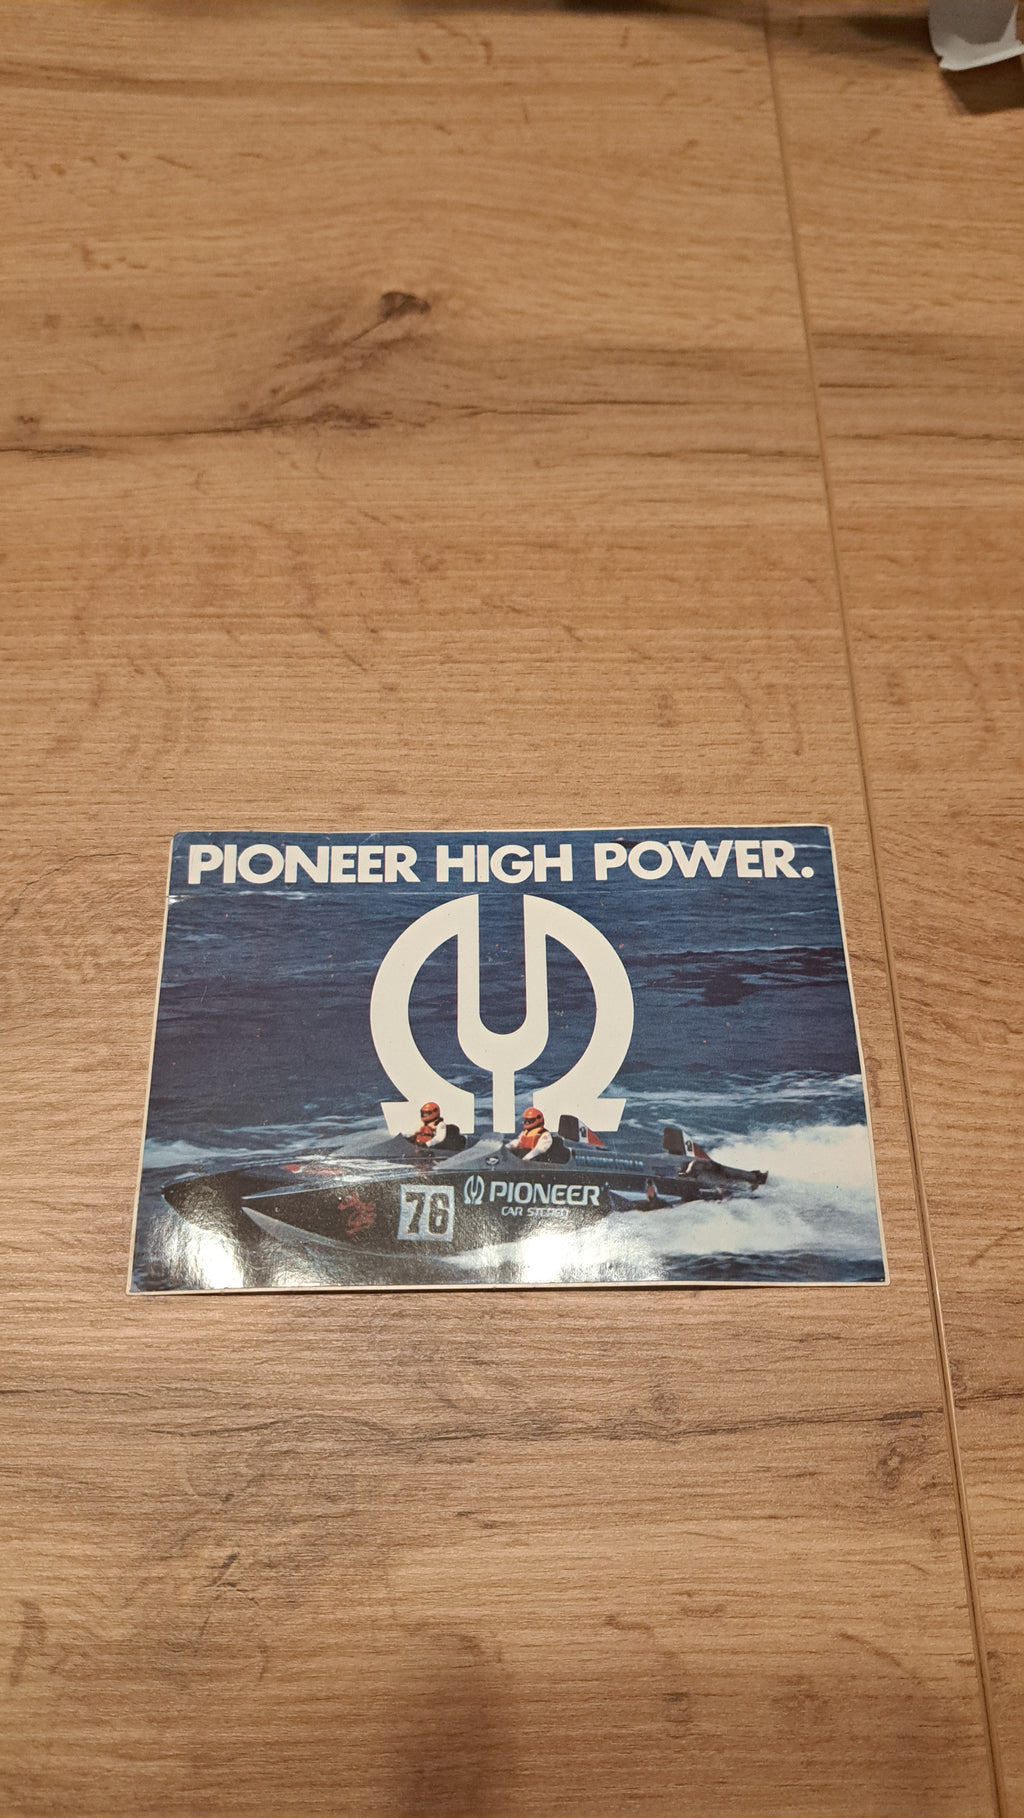 PIONEER HIGH POWER.
76
PIONEER
CAR STEREO